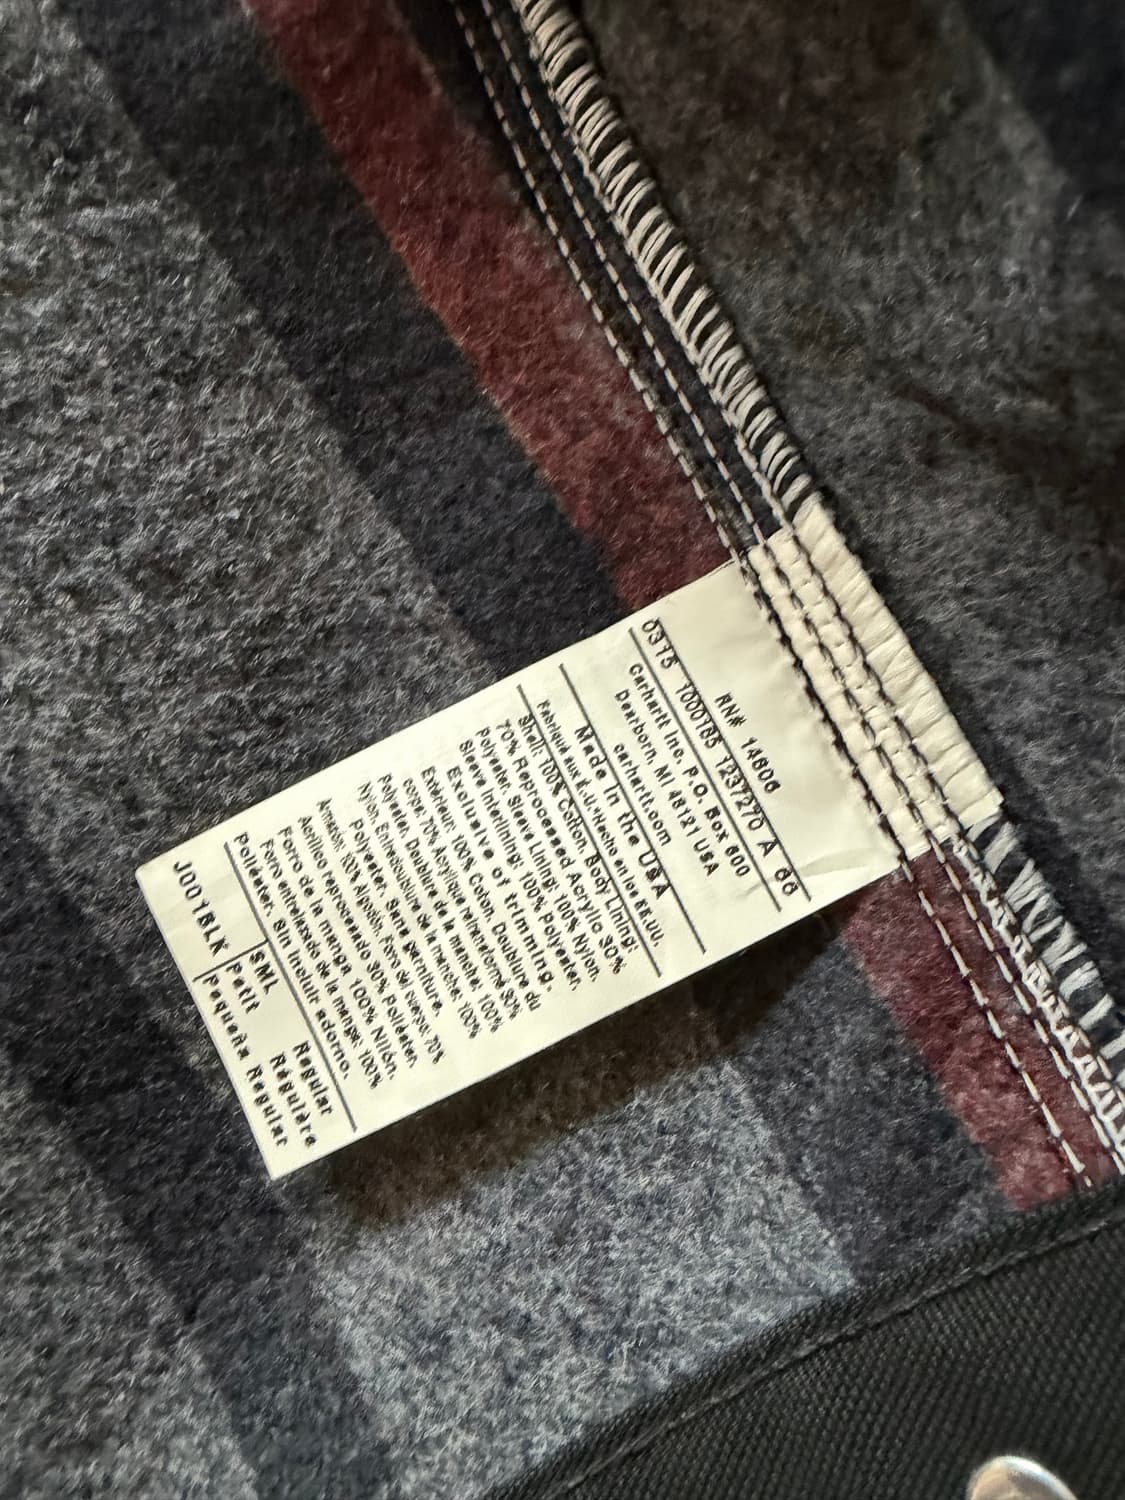 RN# 14806
0315 1000185 1237270 A 66
Carhartt Inc. P.O. Box 600
Dearborn, MI 48121 USA
carhartt.com
Made in the USA
Fabriqué aux É.U.•Hecho en los EE.UU.
Shell: 100% Cotton. Body Lining:
70% Reprocessed Acrylic 30%
Polyester. Sleeve Lining: 100% Nylon.
Sleeve Interlining: 100% Polyester.
Exclusive of trimming.
Extérieur: 100% Coton. Doublure du
corps: 70% Acrylique retransformé 30%
Polyester. Doublure de la manche: 100%
Nylon. Entredoublure de la manche: 100%
Polyester. Sans garniture.
Armazón: 100% Algodón. Forro del cuerpo: 70%
Acrílico reprocesado 30% Poliéster.
Forro de la manga 100% Nilón.
Forro entrelazado de la manga: 100%
Poliéster. Sin incluir adorno.
J001BLK SML Regular
Petit Régulière
Pequeña Regular